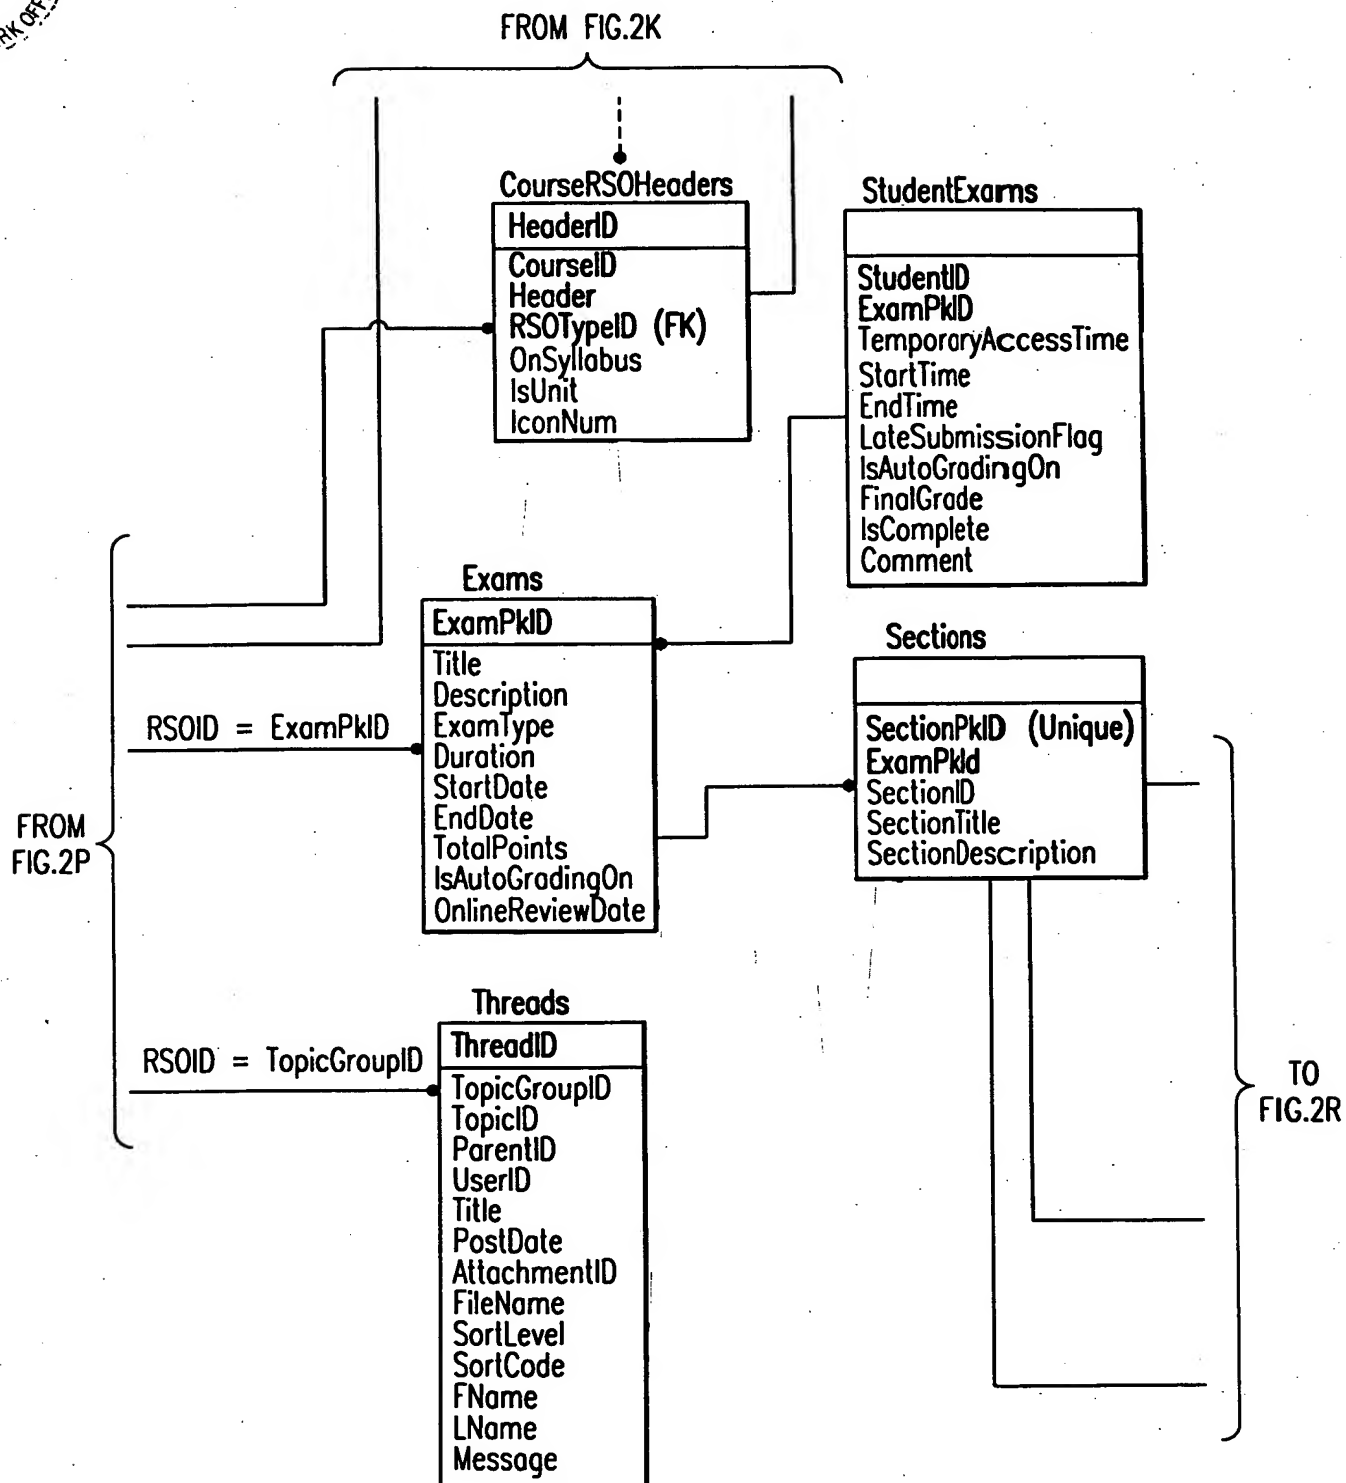 FROM FIG.2K
CourseRSOHeaders
HeaderID
CourseID
Header
RSOTypeID (FK)
OnSyllabus
IsUnit
IconNum
StudentExams
StudentID
ExamPkID
TemporaryAccessTime
StartTime
EndTime
LateSubmissionFlag
IsAutoGradingOn
FinalGrade
IsComplete
Comment
Exams
ExamPkID
Title
Description
ExamType
Duration
StartDate
EndDate
TotalPoints
IsAutoGradingOn
OnlineReviewDate
RSOID = ExamPkID
FROM
FIG.2P
Sections
SectionPkID (Unique)
ExamPkId
SectionID
SectionTitle
SectionDescription
Threads
ThreadID
RSOID = TopicGroupID
TopicGroupID
TopicID
ParentID
UserID
Title
PostDate
AttachmentID
FileName
SortLevel
SortCode
FName
LName
Message
TO
FIG.2R